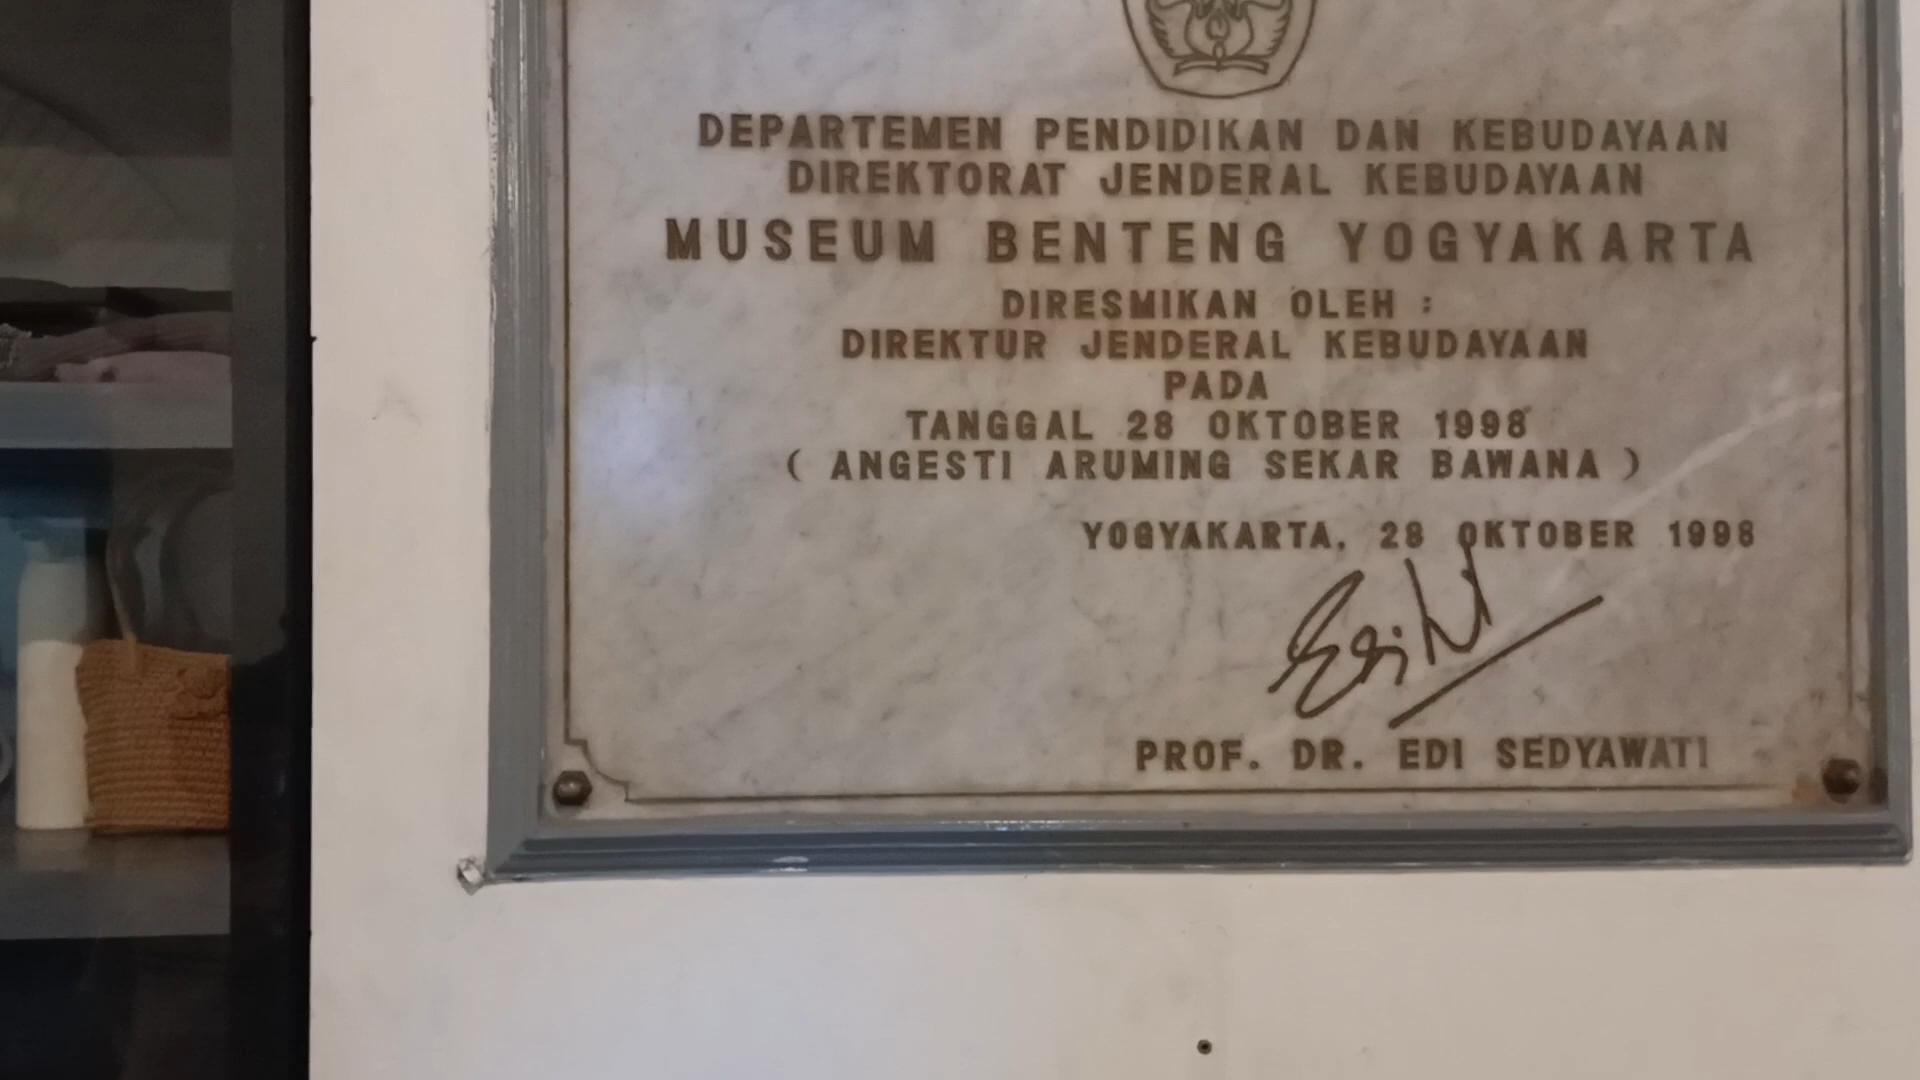 DEPARTEMEN PENDIDIKAN DAN KEBUDAYAAN
DIREKTORAT JENDERAL KEBUDAYAAN
MUSEUM BENTENG YOGYAKARTA
DIRESMIKAN OLEH :
DIREKTUR JENDERAL KEBUDAYAAN
PADA
TANGGAL 28 OKTOBER 1998
( ANGESTI ARUMING SEKAR BAWANA )
YOGYAKARTA, 28 OKTOBER 1998
PROF. DR. EDI SEDYAWATI